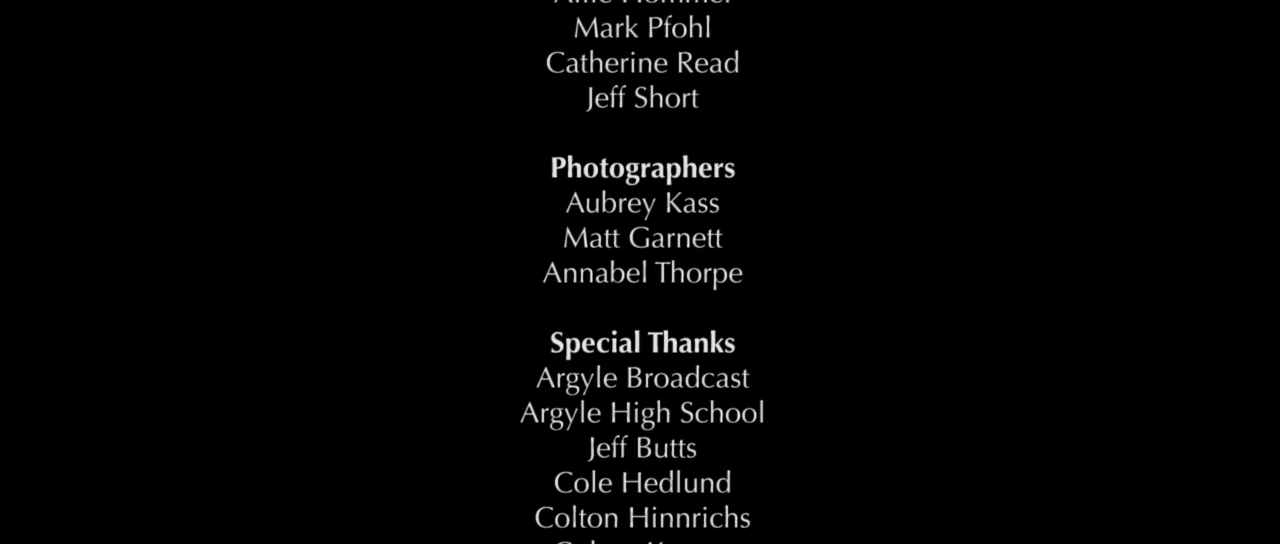 Mark Pfohl
Catherine Read
Jeff Short
Photographers
Aubrey Kass
Matt Garnett
Annabel Thorpe
Special Thanks
Argyle Broadcast
Argyle High School
Jeff Butts
Cole Hedlund
Colton Hinnrichs